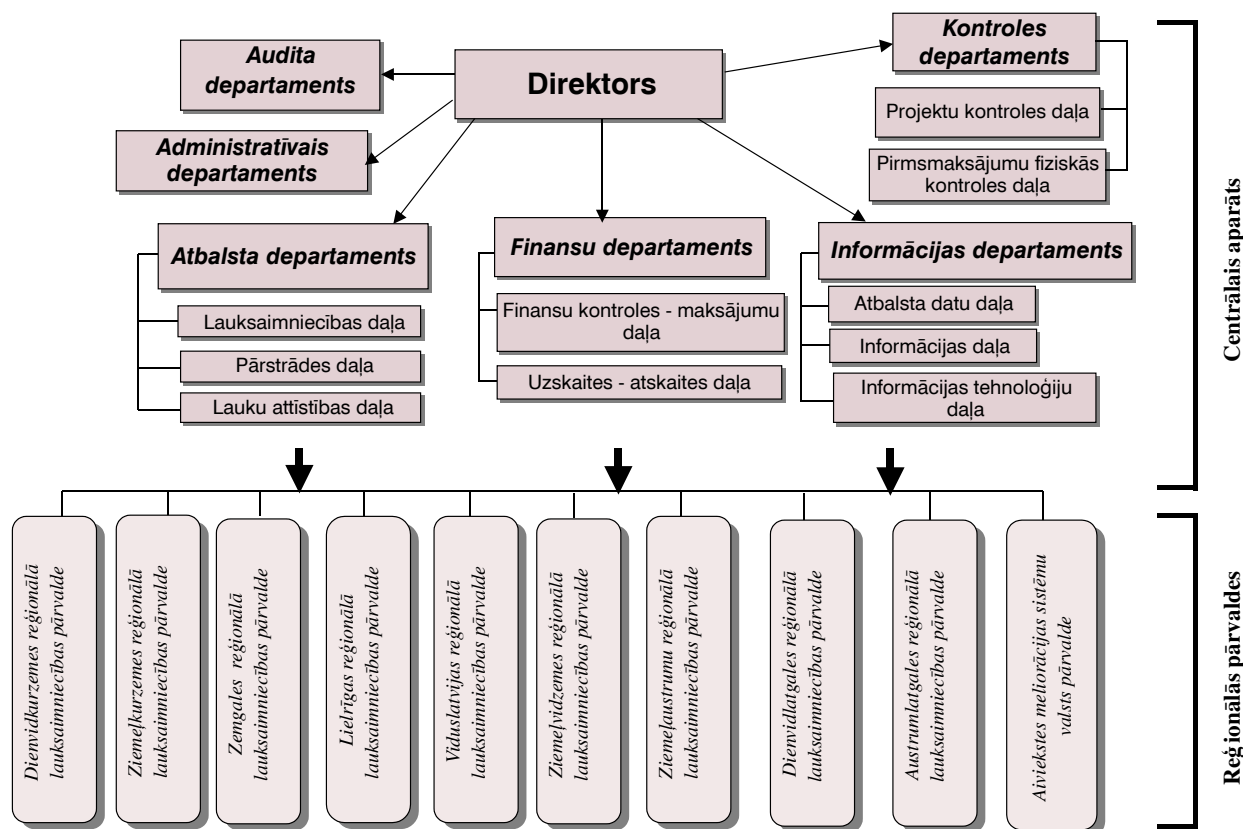 Audita
departaments
Direktors
Kontroles
departaments
Projektu kontroles daļa
Pirmsmaksājumu fiziskās
kontroles daļa
Administratīvais
departaments
Atbalsta departaments
Lauksaimniecības daļa
Pārstrādes daļa
Lauku attīstības daļa
Finansu departaments
Finansu kontroles - maksājumu
daļa
Uzskaites - atskaites daļa
Informācijas departaments
Atbalsta datu daļa
Informācijas daļa
Informācijas tehnoloģiju
daļa
Centrālais aparāts
Dienvidkurzemes reģionālā
lauksaimniecības pārvalde
Ziemeļkurzemes reģionālā
lauksaimniecības pārvalde
Zemgales reģionālā
lauksaimniecības pārvalde
Lielrīgas reģionālā
lauksaimniecības pārvalde
Viduslatvijas reģionālā
lauksaimniecības pārvalde
Ziemeļvidzemes reģionālā
lauksaimniecības pārvalde
Ziemeļaustrumu reģionālā
lauksaimniecības pārvalde
Dienvidlatgales reģionālā
lauksaimniecības pārvalde
Austrumlatgales reģionālā
lauksaimniecības pārvalde
Aiviekstes meliorācijas sistēmu
valsts pārvalde
Reģionālās pārvaldes